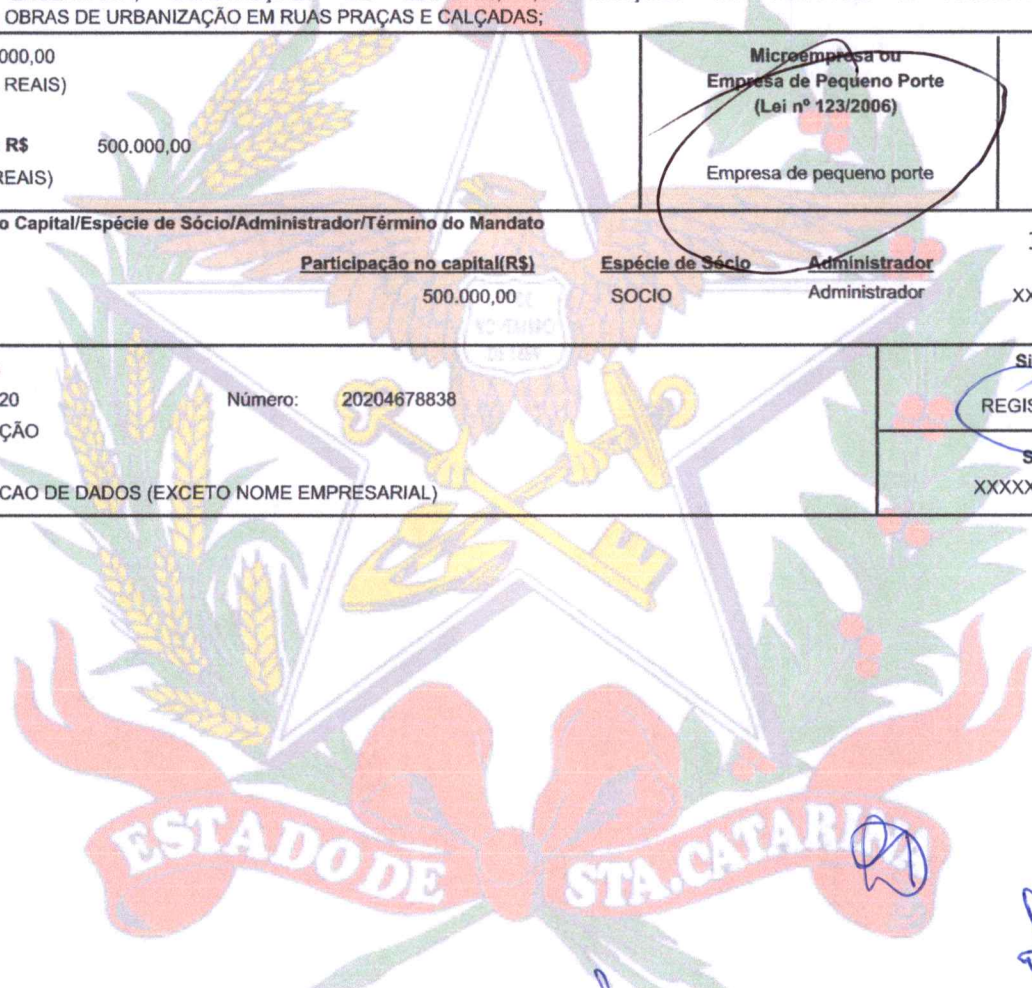 OBRAS DE URBANIZAÇÃO EM RUAS PRAÇAS E CALÇADAS;
000,00
REAIS)
R$ 500.000,00
REAIS)
Microempresa ou
Empresa de Pequeno Porte
(Lei nº 123/2006)
Empresa de pequeno porte
o Capital/Espécie de Sócio/Administrador/Término do Mandato
Participação no capital(R$) Espécie de Sócio Administrador
500.000,00 SOCIO Administrador XX
20 Número: 20204678838
ÇÃO
CAO DE DADOS (EXCETO NOME EMPRESARIAL)
Si
REGIS
S
XXXXX
ESTADO DE STA. CATARINA